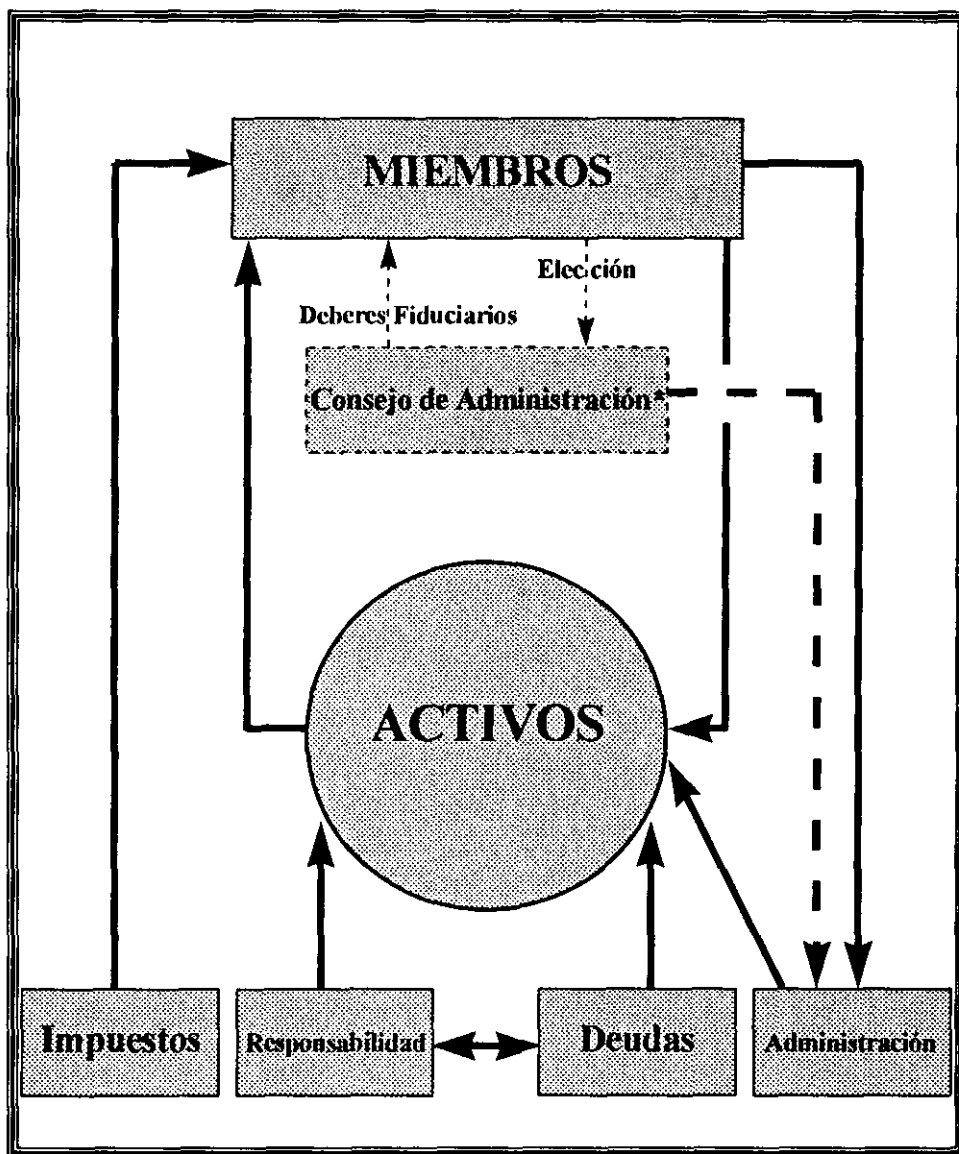 MIEMBROS
Elección
Deberes Fiduciarios
Consejo de Administración*
ACTIVOS
Impuestos
Responsabilidad
Deudas
Administración